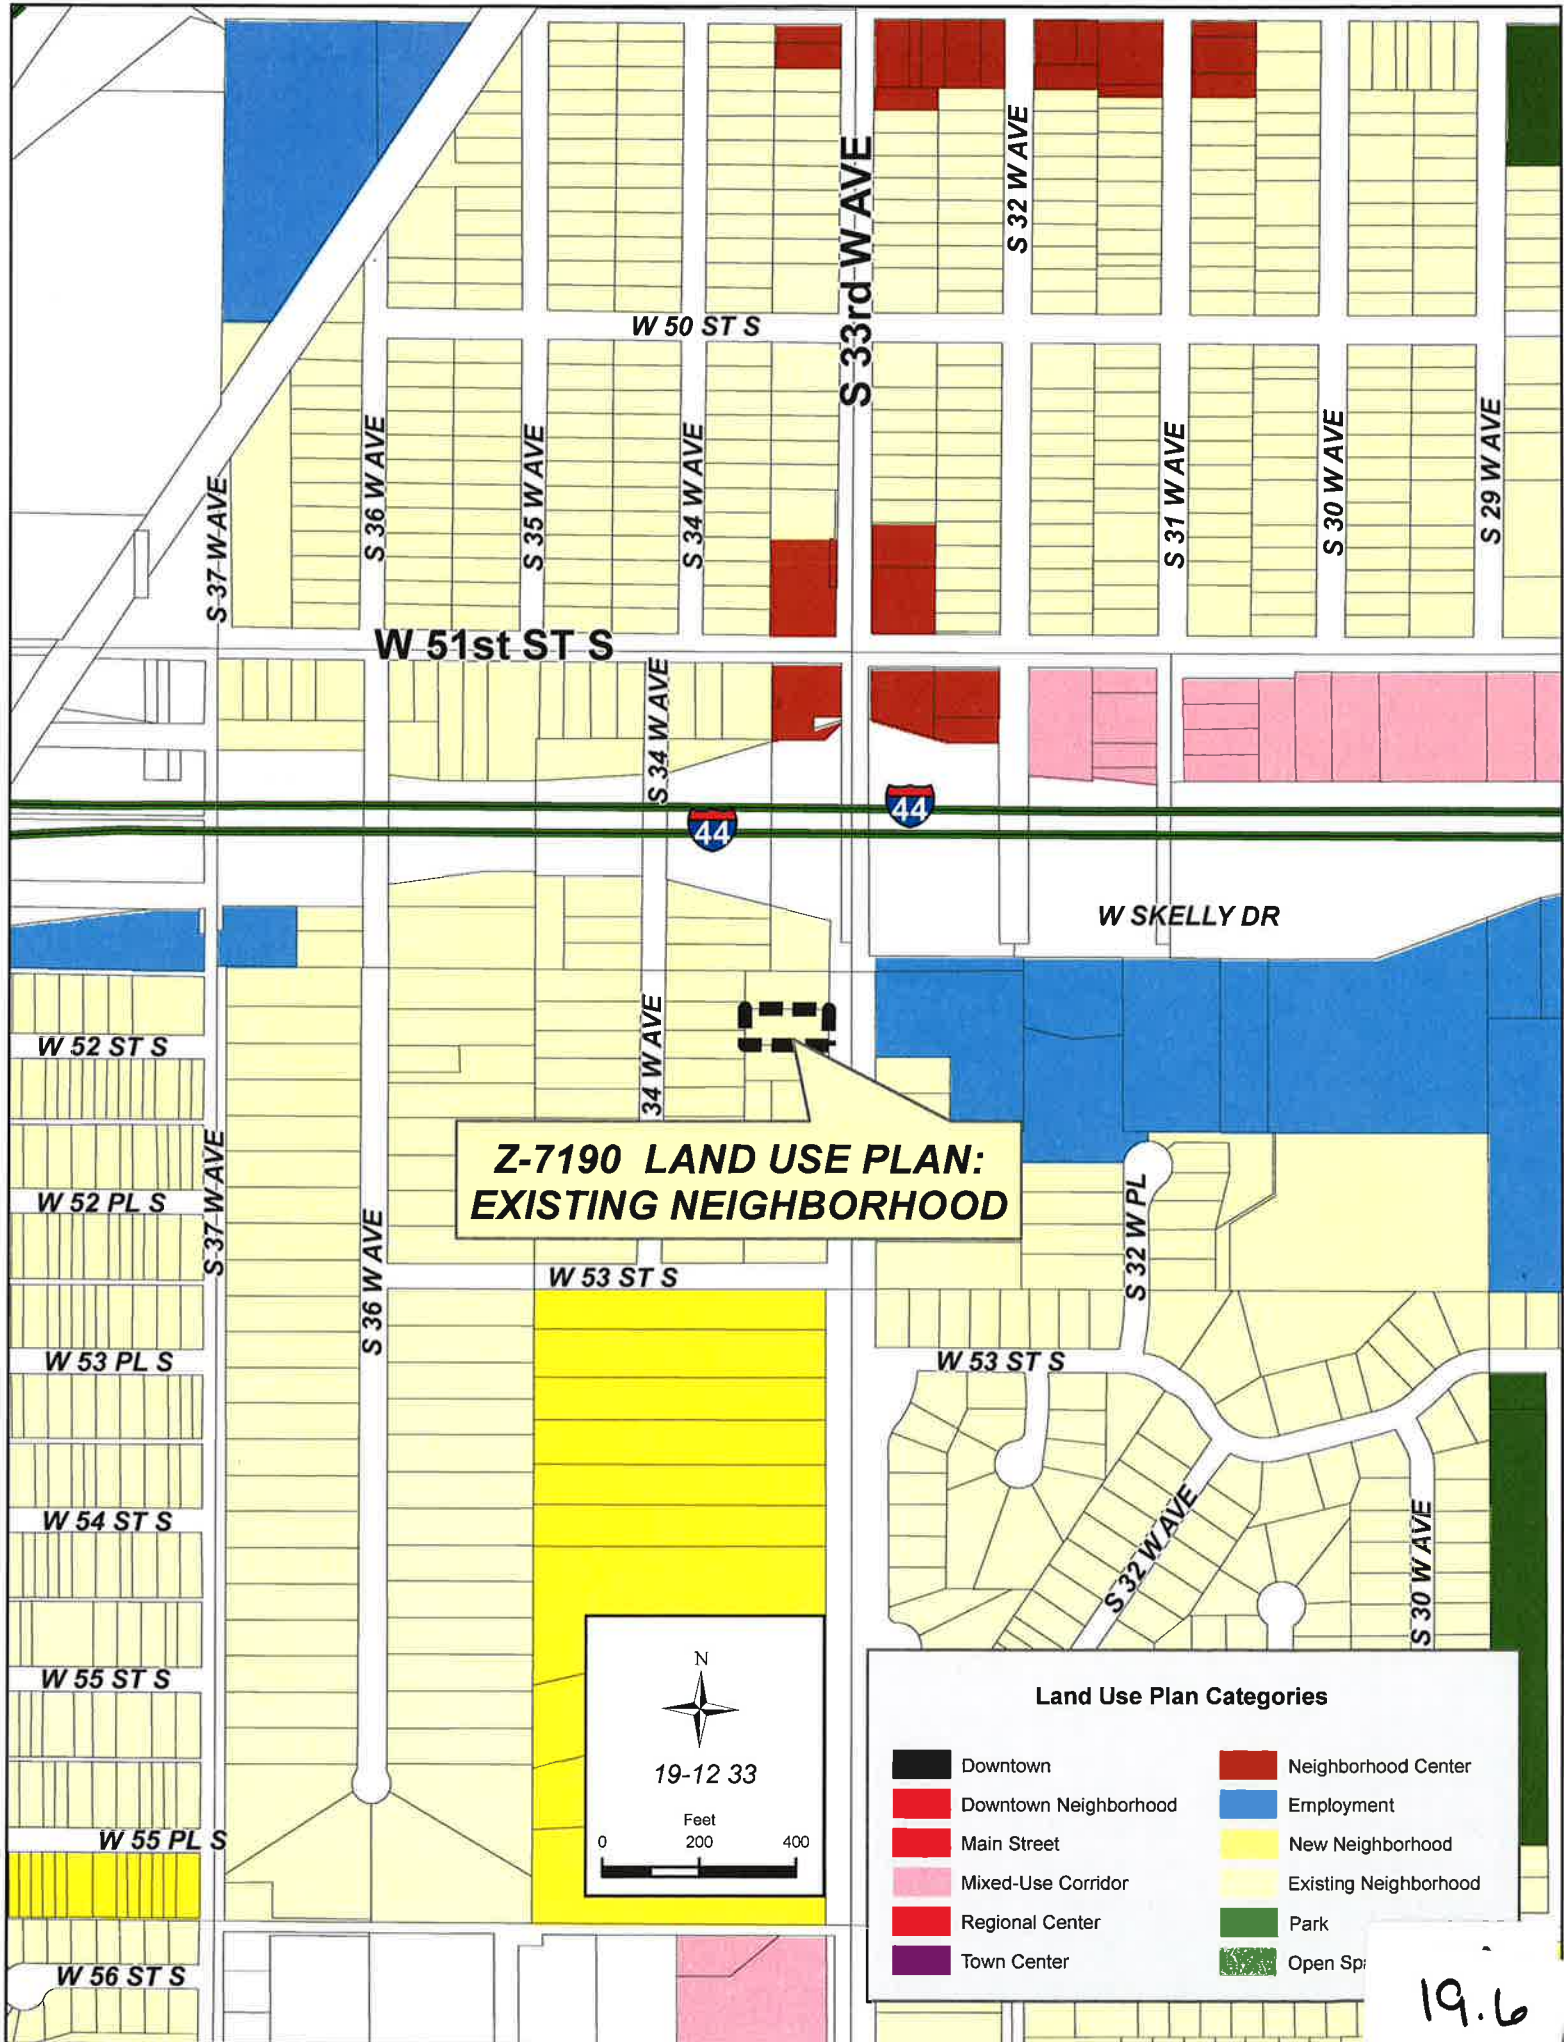 S 33rd W AVE
S 32 W AVE
W 50 ST S
S 37 W AVE
S 36 W AVE
S 35 W AVE
S 34 W AVE
S 31 W AVE
S 30 W AVE
S 29 W AVE
W 51st ST S
S 34 W AVE
44
44
W SKELLY DR
34 W AVE
W 52 ST S
Z-7190 LAND USE PLAN:
EXISTING NEIGHBORHOOD
W 52 PL S
S 37 W AVE
S 36 W AVE
S 32 W PL
W 53 ST S
W 53 PL S
W 53 ST S
W 54 ST S
S 32 W AVE
S 30 W AVE
W 55 ST S
N
19-12 33
Feet
0 200 400
W 55 PL S
W 56 ST S
Land Use Plan Categories
Downtown
Downtown Neighborhood
Main Street
Mixed-Use Corridor
Regional Center
Town Center
Neighborhood Center
Employment
New Neighborhood
Existing Neighborhood
Park
Open Spa
19.6